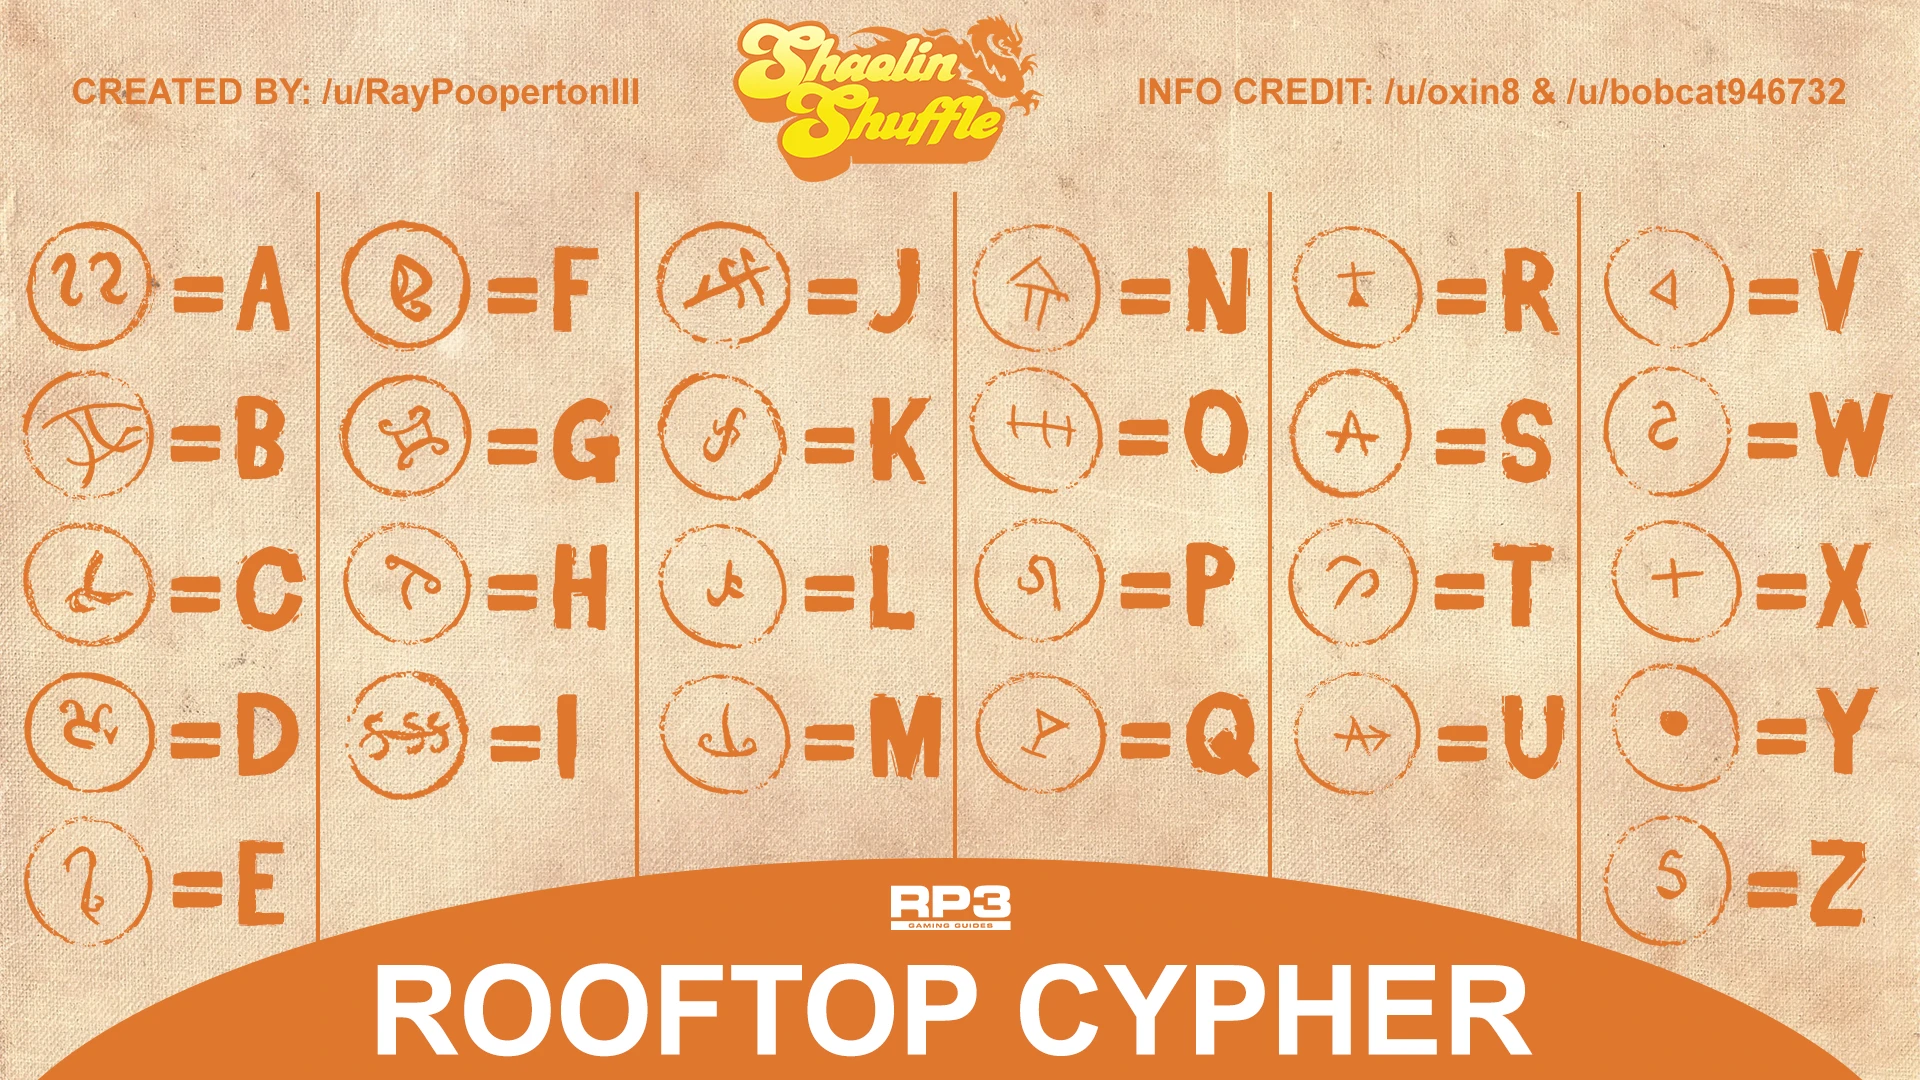 CREATED BY: /u/RayPoopertonIII
Shaolin
Shuffle
INFO CREDIT: /u/oxin8 & /u/bobcat946732
=A
=B
=C
=D
=E
=F
=G
=H
=I
=J
=K
=L
=M
=N
=O
=P
=Q
=R
=S
=T
=U
=V
=W
=X
=Y
=Z
RP3
GAMING GUIDES
ROOFTOP CYPHER